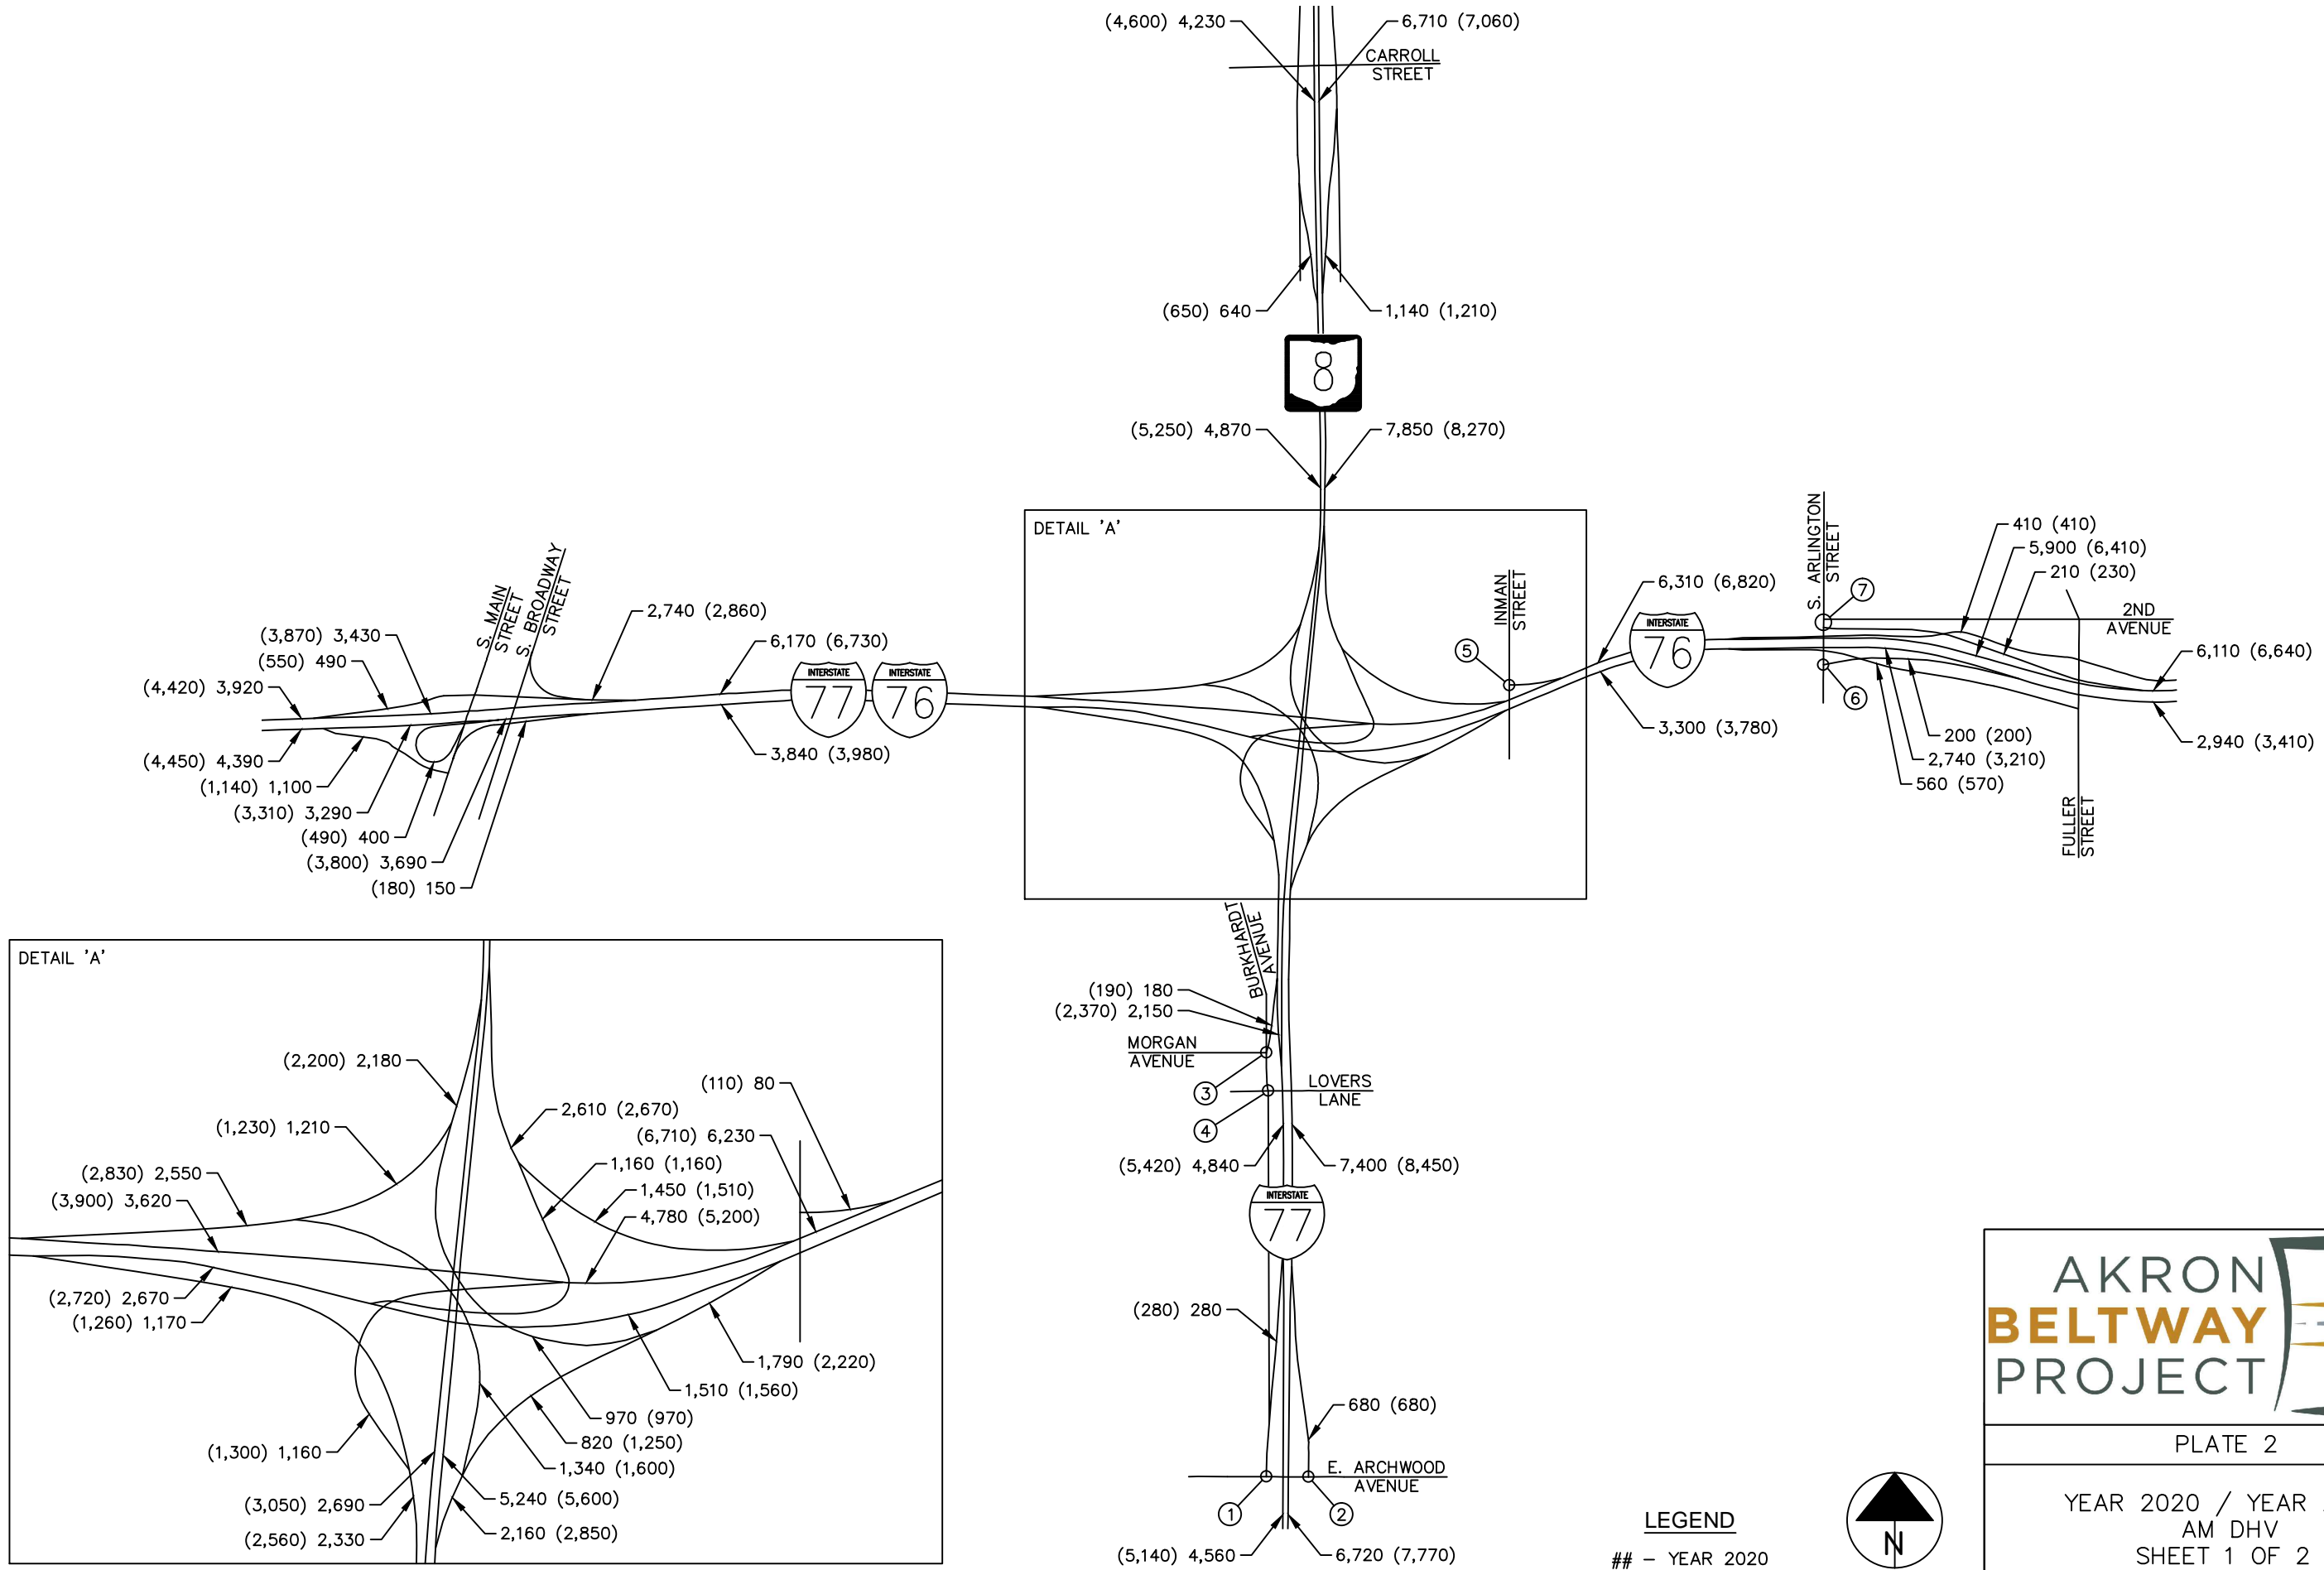 (4,600) 4,230
6,710 (7,060)
CARROLL
STREET
(650) 640
1,140 (1,210)
8
(5,250) 4,870
7,850 (8,270)
DETAIL 'A'
S. MAIN
STREET
S. BROADWAY
STREET
2,740 (2,860)
6,170 (6,730)
(3,870) 3,430
(550) 490
(4,420) 3,920
(4,450) 4,390
(1,140) 1,100
(3,310) 3,290
(490) 400
(3,800) 3,690
(180) 150
INTERSTATE
77
INTERSTATE
76
3,840 (3,980)
INMAN
STREET
5
6,310 (6,820)
INTERSTATE
76
3,300 (3,780)
S. ARLINGTON
STREET
7
6
410 (410)
5,900 (6,410)
210 (230)
2ND
AVENUE
6,110 (6,640)
2,940 (3,410)
200 (200)
2,740 (3,210)
560 (570)
FULLER
STREET
BURKHARDT
AVENUE
(190) 180
(2,370) 2,150
MORGAN
AVENUE
3
LOVERS
LANE
4
(5,420) 4,840
7,400 (8,450)
INTERSTATE
77
(280) 280
680 (680)
E. ARCHWOOD
AVENUE
1
2
(5,140) 4,560
6,720 (7,770)
DETAIL 'A'
(2,200) 2,180
(1,230) 1,210
(2,830) 2,550
(3,900) 3,620
(2,720) 2,670
(1,260) 1,170
(110) 80
2,610 (2,670)
(6,710) 6,230
1,160 (1,160)
1,450 (1,510)
4,780 (5,200)
1,790 (2,220)
1,510 (1,560)
970 (970)
820 (1,250)
1,340 (1,600)
(1,300) 1,160
(3,050) 2,690
(2,560) 2,330
5,240 (5,600)
2,160 (2,850)
LEGEND
## - YEAR 2020
N
AKRON
BELTWAY
PROJECT
PLATE 2
YEAR 2020 / YEAR
AM DHV
SHEET 1 OF 2